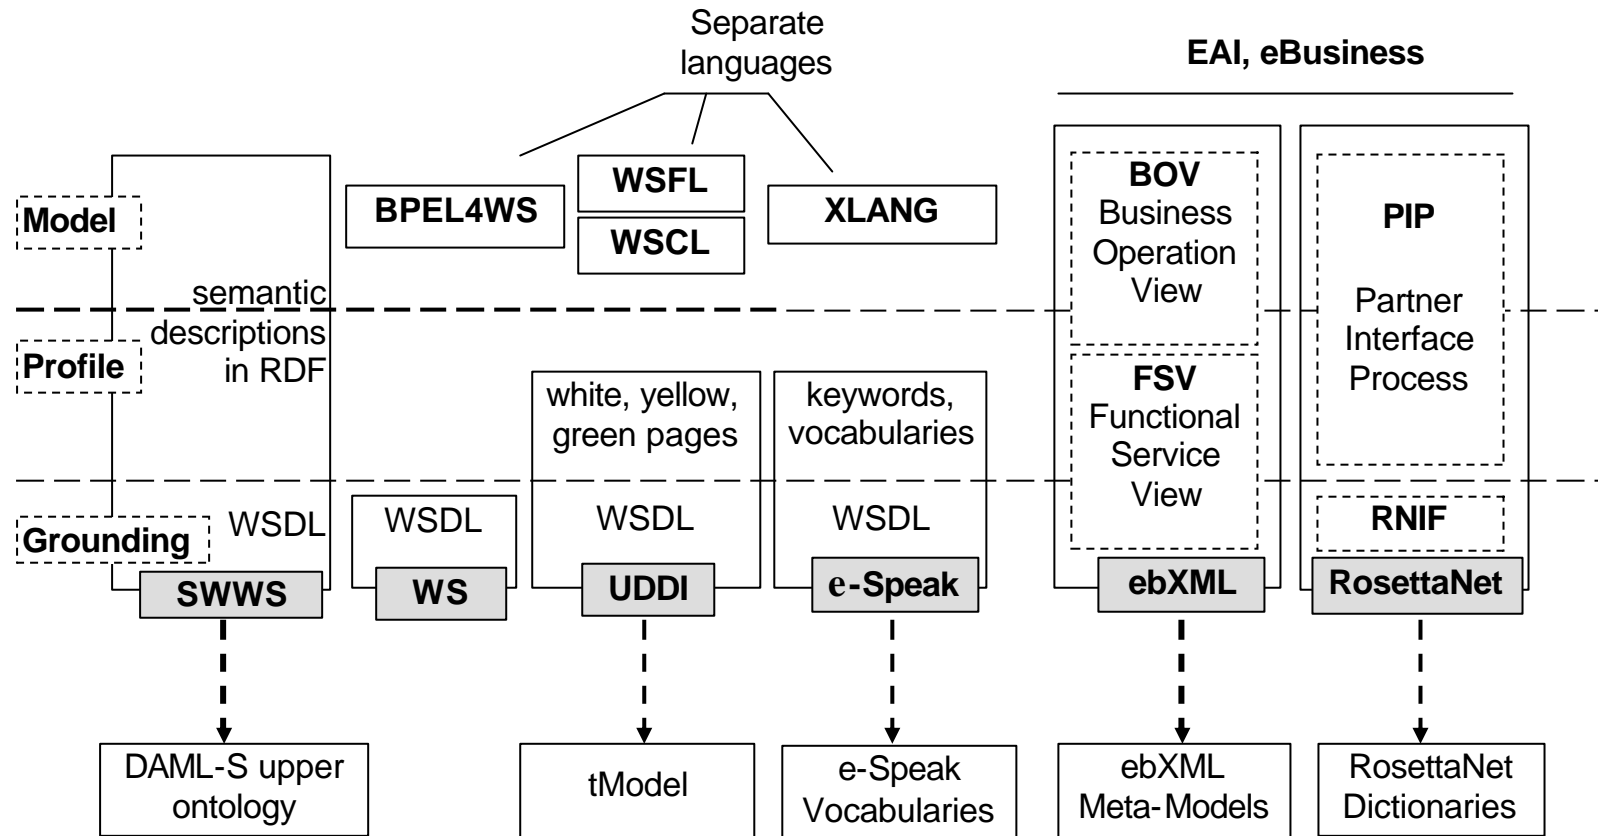 Separate
languages
EAI, eBusiness
Model
BPEL4WS
WSFL
WSCL
XLANG
BOV
Business
Operation
View
PIP
Partner
Interface
Process
semantic
descriptions
in RDF
Profile
white, yellow,
green pages
keywords,
vocabularies
FSV
Functional
Service
View
Grounding
WSDL
WSDL
WSDL
WSDL
RNIF
SWWS
WS
UDDI
e-Speak
ebXML
RosettaNet
DAML-S upper
ontology
tModel
e-Speak
Vocabularies
ebXML
Meta-Models
RosettaNet
Dictionaries